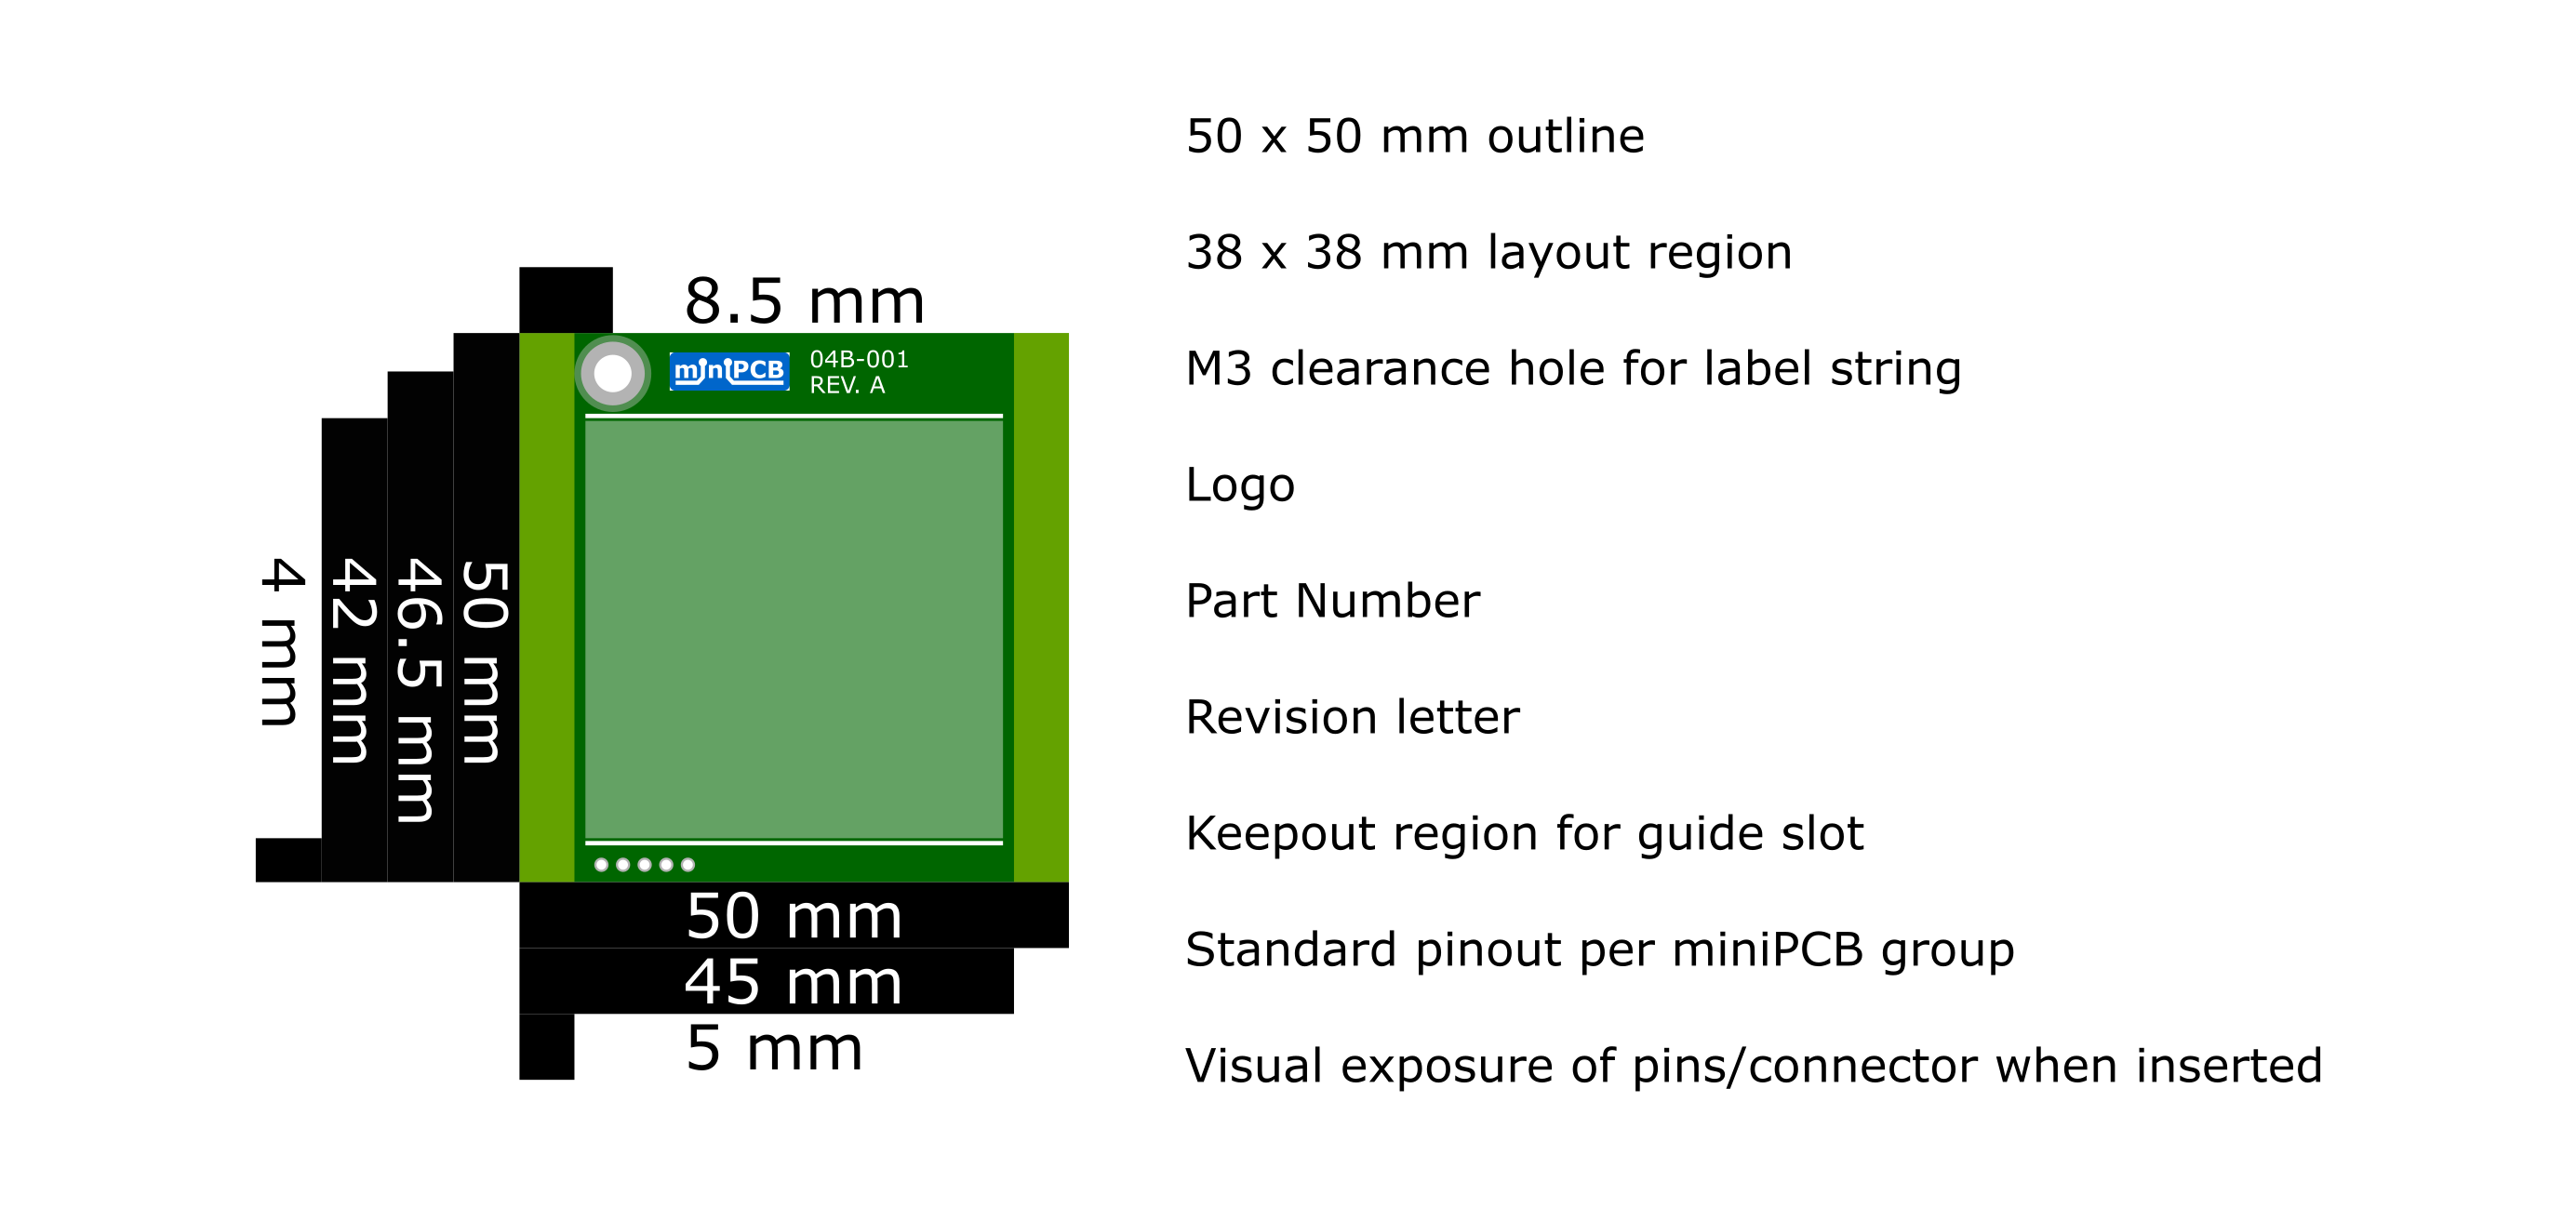 8.5 mm
miniPCB
04B-001
REV. A
4 mm
42 mm
46.5 mm
50 mm
50 mm
45 mm
5 mm
50 x 50 mm outline
38 x 38 mm layout region
M3 clearance hole for label string
Logo
Part Number
Revision letter
Keepout region for guide slot
Standard pinout per miniPCB group
Visual exposure of pins/connector when inserted